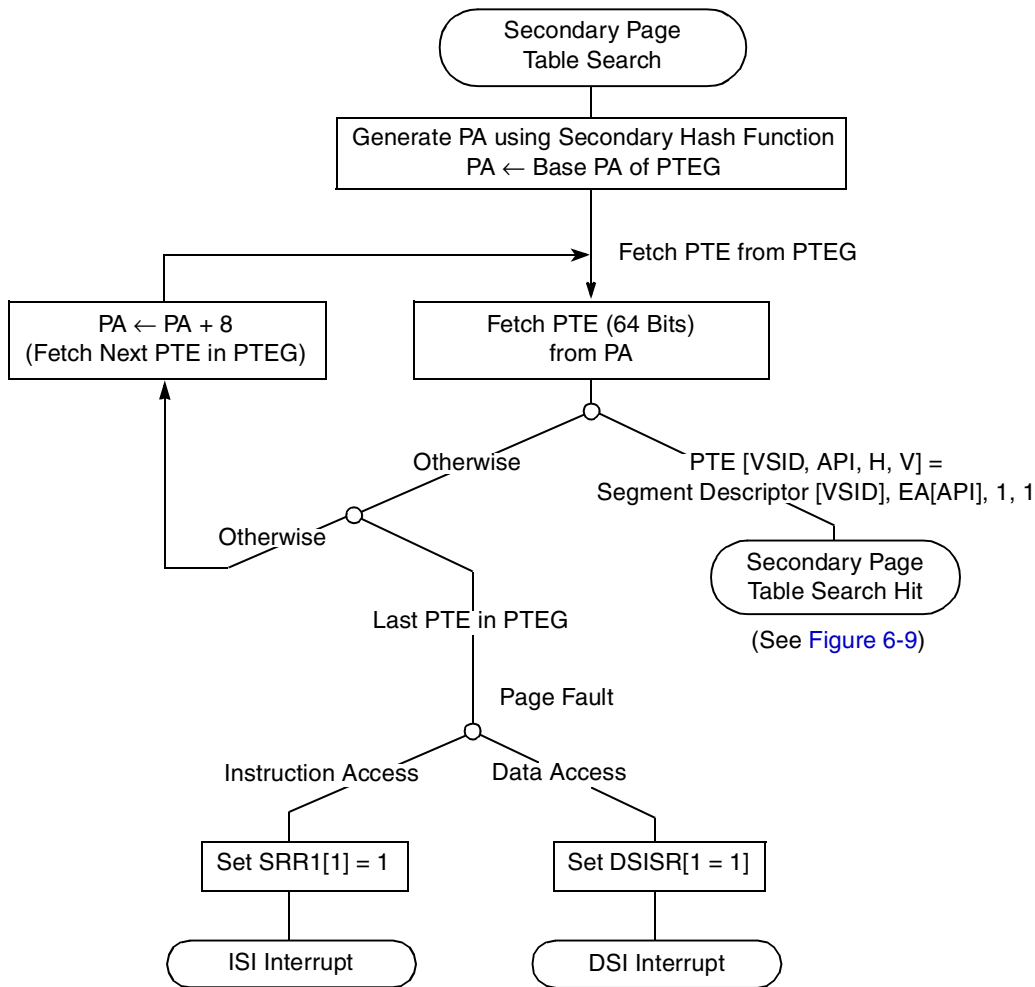 Secondary Page
Table Search
Generate PA using Secondary Hash Function
PA ← Base PA of PTEG
Fetch PTE from PTEG
PA ← PA + 8
(Fetch Next PTE in PTEG)
Fetch PTE (64 Bits)
from PA
Otherwise
PTE [VSID, API, H, V] =
Segment Descriptor [VSID], EA[API], 1, 1
Otherwise
Secondary Page
Table Search Hit
(See Figure 6-9)
Last PTE in PTEG
Page Fault
Instruction Access
Data Access
Set SRR1[1] = 1
Set DSISR[1 = 1]
ISI Interrupt
DSI Interrupt